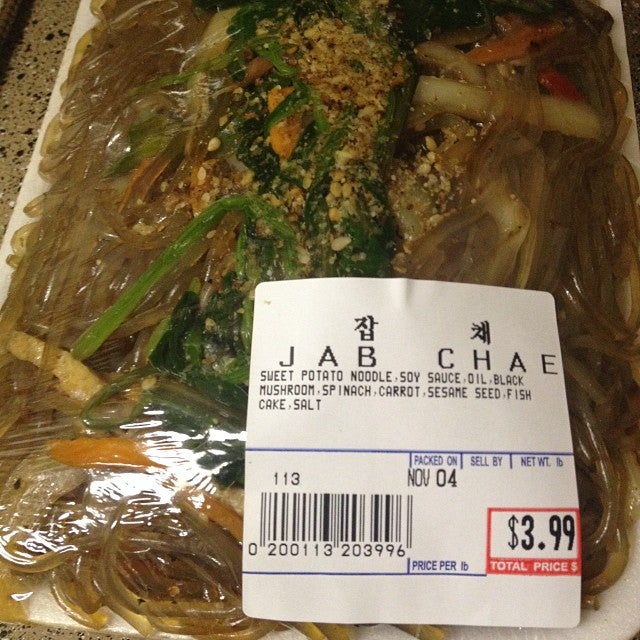 잡 채
JAB CHAE
SWEET POTATO NOODLE,SOY SAUCE,OIL,BLACK
MUSHROOM,SPINACH,CARROT,SESAME SEED,FISH
CAKE,SALT
PACKED ON SELL BY NET WT. lb
113 NOV 04
0 200113 203996
$3.99
PRICE PER lb TOTAL PRICE $